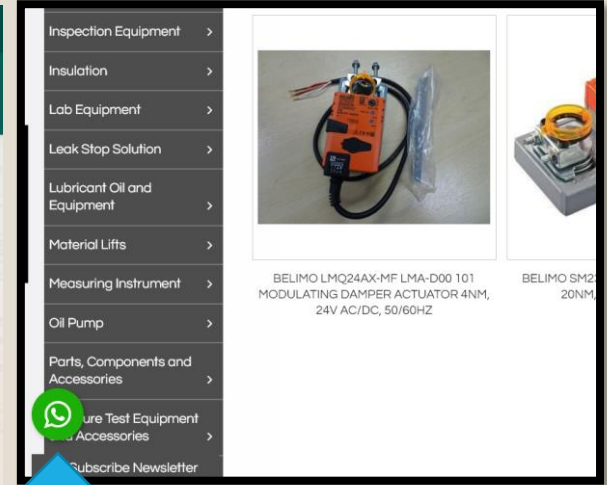 Inspection Equipment
Insulation
Lab Equipment
Leak Stop Solution
Lubricant Oil and
Equipment
Material Lifts
Measuring Instrument
Oil Pump
Parts, Components and
Accessories
ure Test Equipment
Accessories
Subscribe Newsletter
BELIMO LMQ24AX-MF LMA-D00 101
MODULATING DAMPER ACTUATOR 4NM,
24V AC/DC, 50/60HZ
BELIMO SM2
20NM,